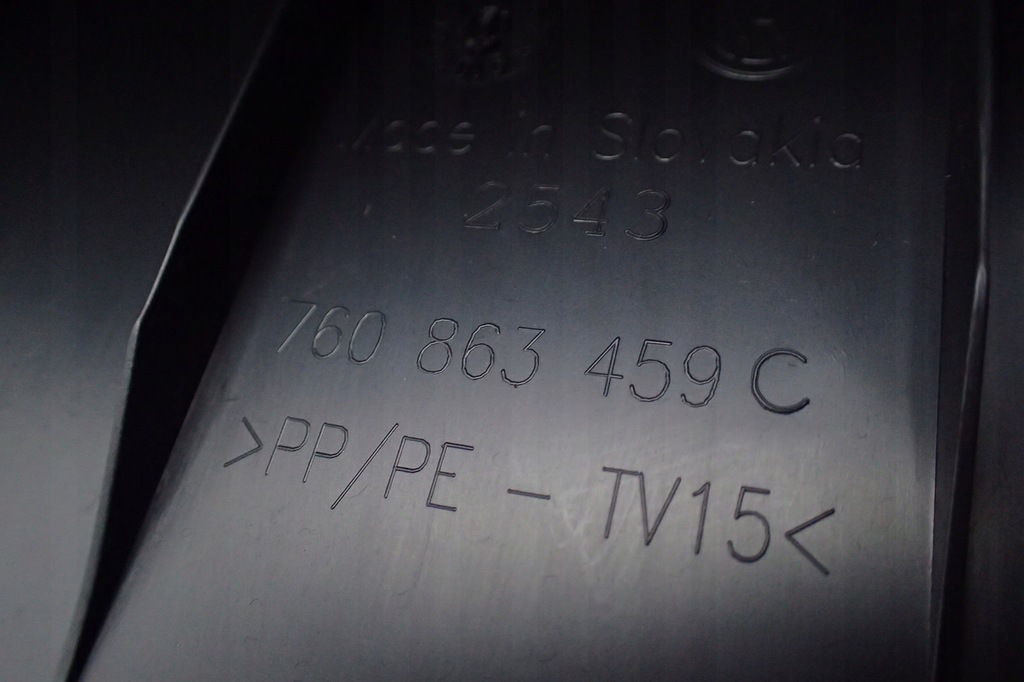 Made in Slovakia
2543
760 863 459 C
>PP/PE - TV15<